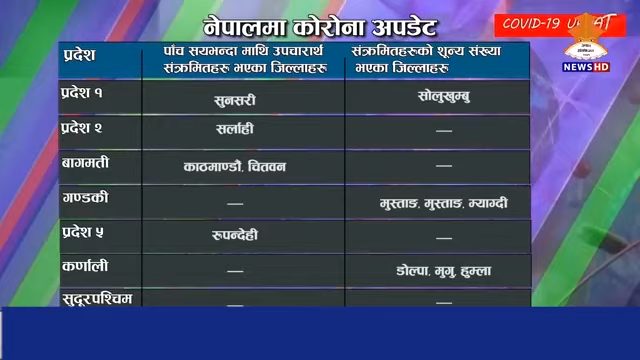 नेपालमा कोरोना अपडेट
COVID-19
NEWS HD
प्रदेश पाँच सयभन्दा माथि उपचारार्थ संक्रमितहरु भएका जिल्लाहरु संक्रमितहरुको शून्य संख्या भएका जिल्लाहरु
प्रदेश १ सुनसरी सोलुखुम्बु
प्रदेश २ सर्लाही —
बागमती काठमाण्डौ, चितवन —
गण्डकी — मुस्ताङ, मुस्ताङ, म्याग्दी
प्रदेश ५ रुपन्देही —
कर्णाली — डोल्पा, मुगु, हुम्ला
सुदूरपश्चिम — —